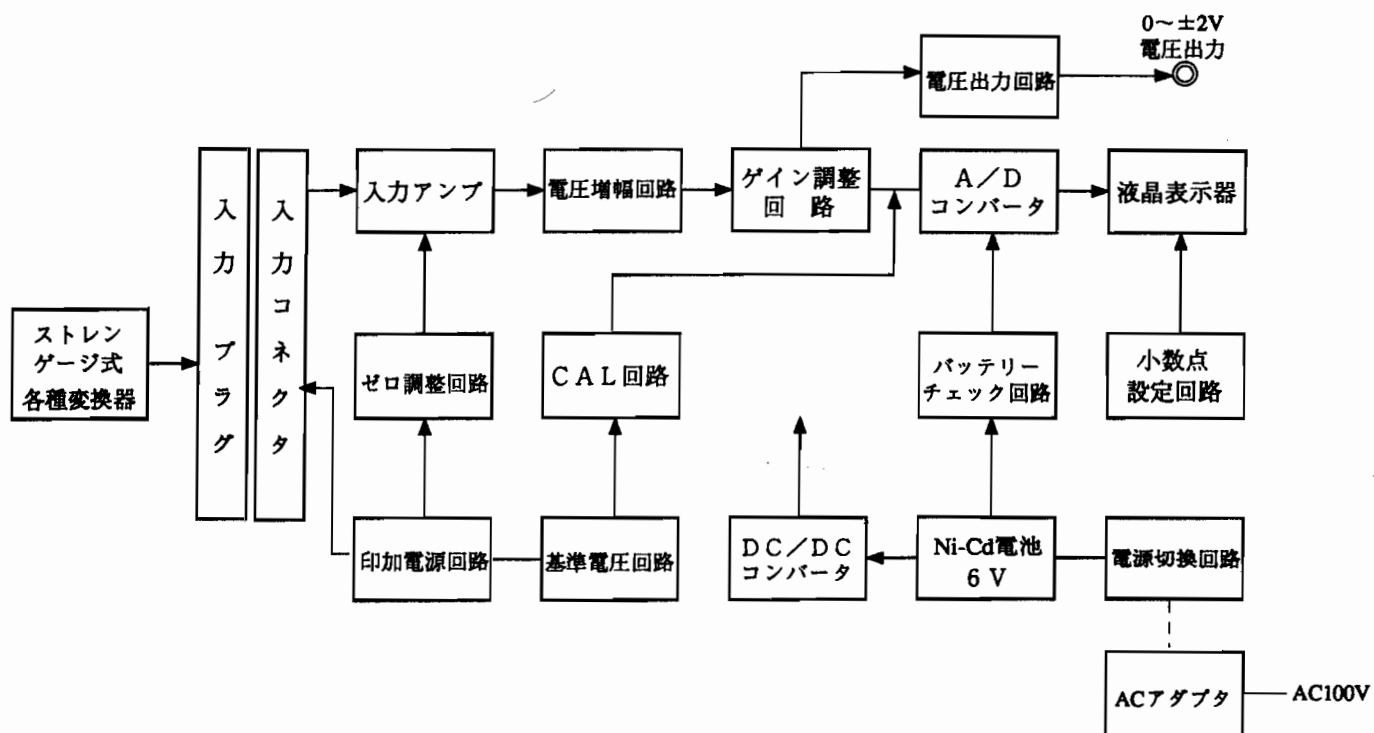 0～±2V
電圧出力
電圧出力回路
入力プラグ
入力コネクタ
入力アンプ
電圧増幅回路
ゲイン調整
回路
A／D
コンバータ
液晶表示器
ストレン
ゲージ式
各種変換器
ゼロ調整回路
CAL回路
バッテリー
チェック回路
小数点
設定回路
印加電源回路
基準電圧回路
DC／DC
コンバータ
Ni-Cd電池
6V
電源切換回路
ACアダプタ
AC100V